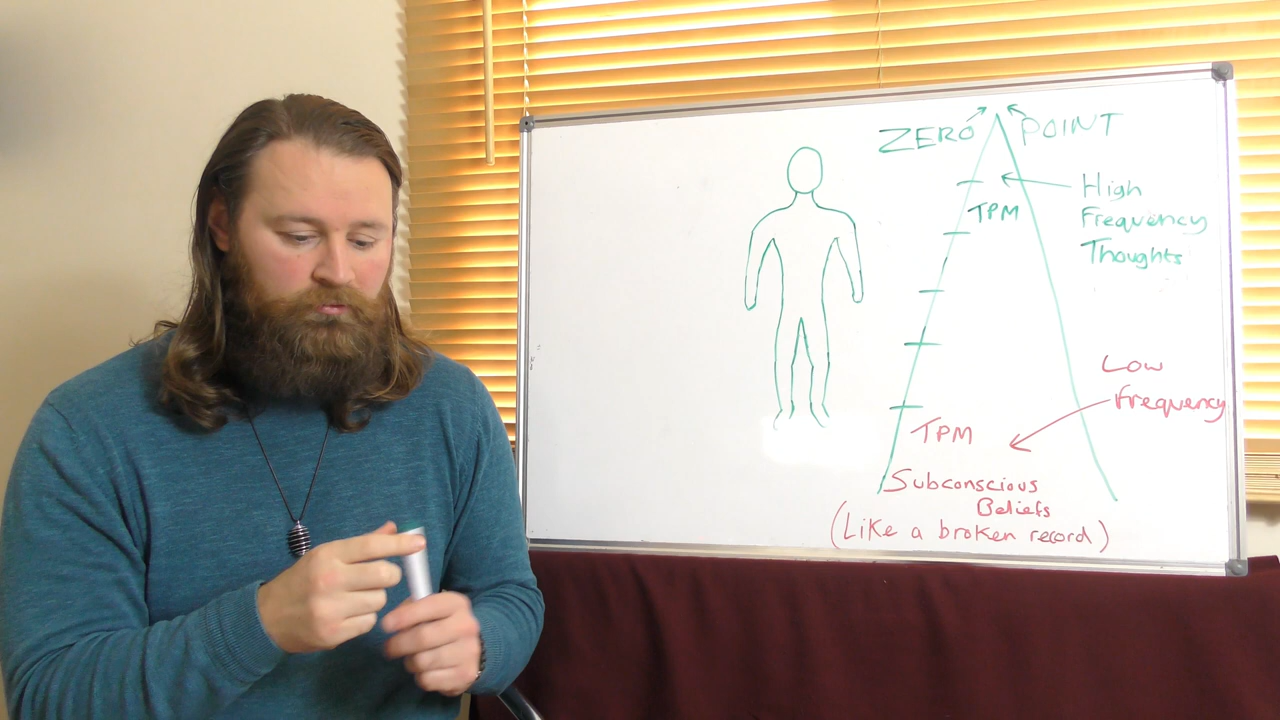 ZERO POINT
High
Frequency
Thoughts
TPM
Low
frequency
TPM
Subconscious
Beliefs
(Like a broken record)